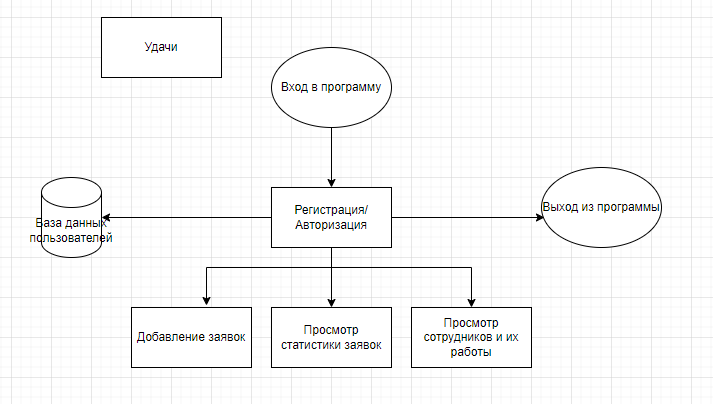 Удачи
Вход в программу
Регистрация/
Авторизация
База данных
пользователей
Выход из программы
Добавление заявок
Просмотр
статистики заявок
Просмотр
сотрудников и их
работы